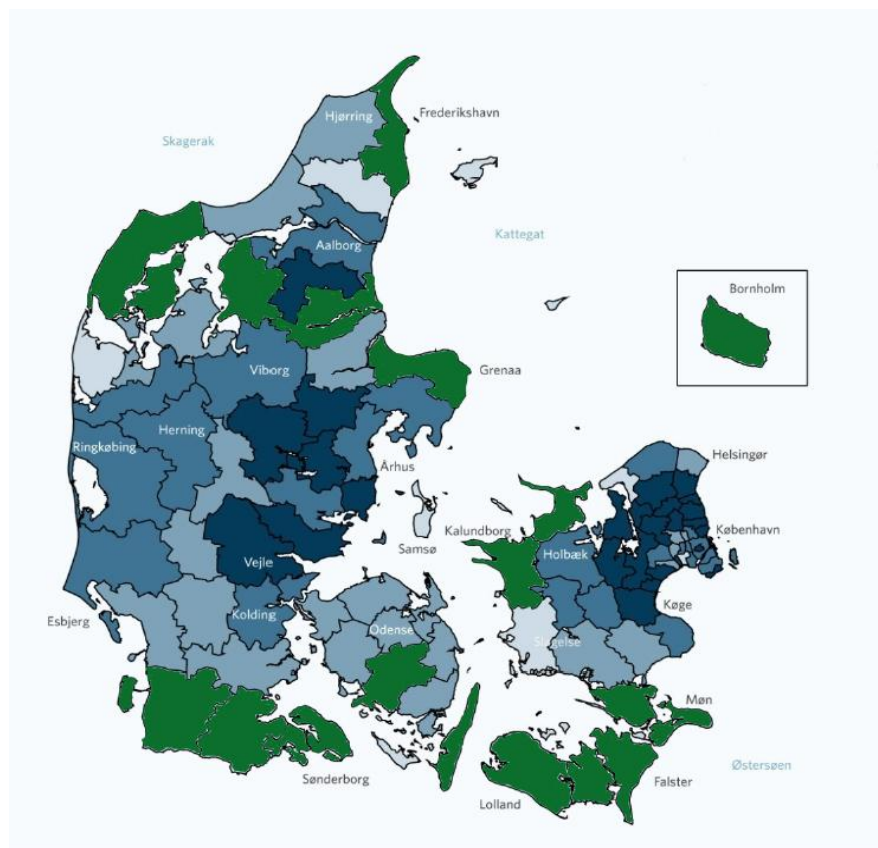 Hjørring
Frederikshavn
Skagerak
Kattegat
Aalborg
Bornholm
Viborg
Grenaa
Herning
Ringkøbing
Århus
Helsingør
Kalundborg
København
Samsø
Holbæk
Vejle
Køge
Kolding
Esbjerg
Odense
Slagelse
Møn
Østersøen
Sønderborg
Falster
Lolland